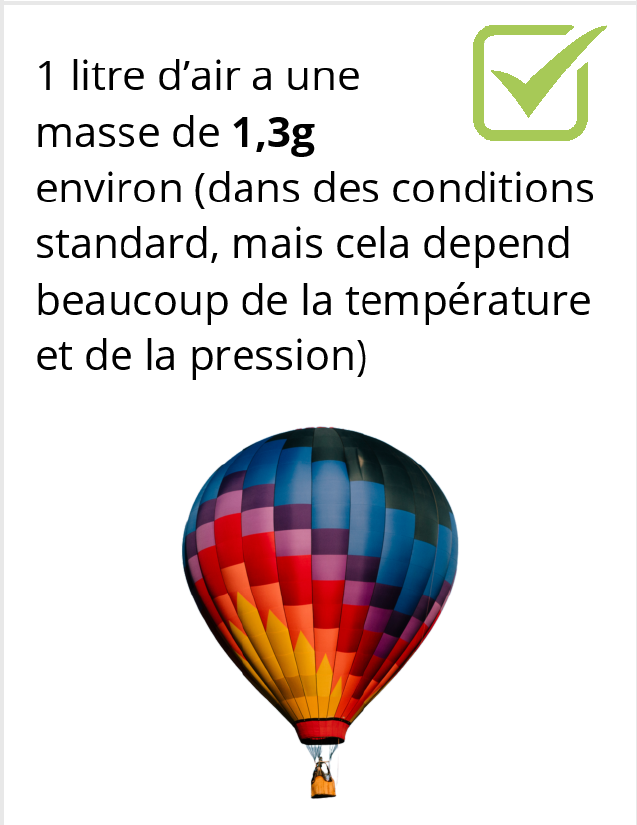 1 litre d’air a une
masse de 1,3g
environ (dans des conditions
standard, mais cela depend
beaucoup de la température
et de la pression)